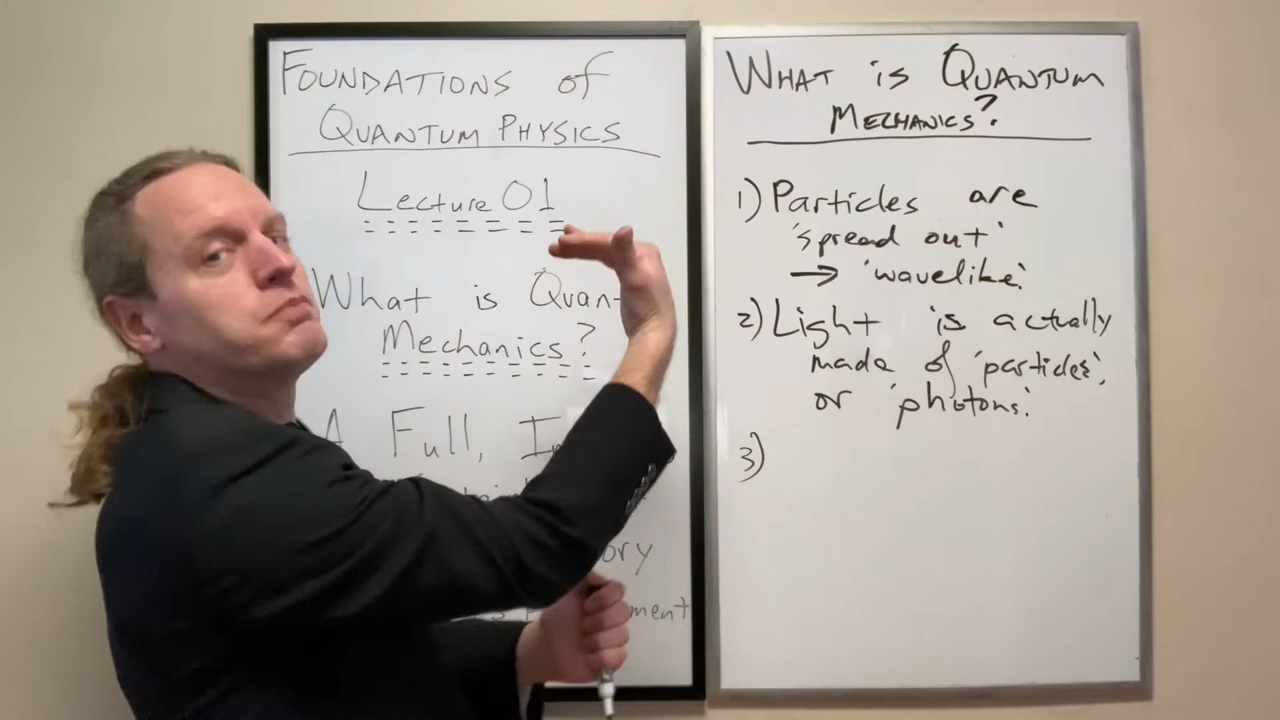 FOUNDATIONS of
QUANTUM PHYSICS
Lecture 01
What is Quan
Mechanics?
A Full, In
ory
ment
WHAT is QUANTUM
MECHANICS?
1) Particles are
'spread out'
→ 'wavelike.'
2) Light is actually
made of 'particles',
or 'photons.'
3)